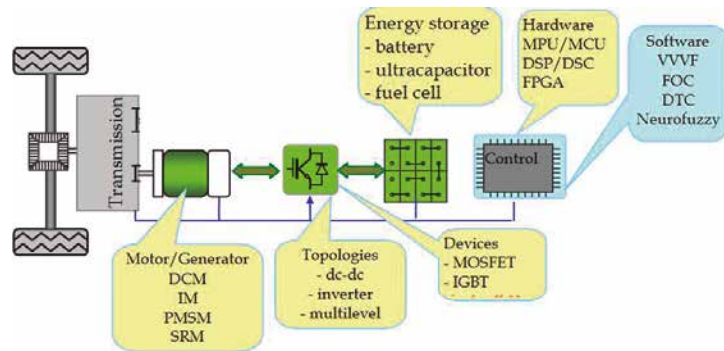 Energy storage
- battery
- ultracapacitor
- fuel cell
Hardware
MPU/MCU
DSP/DSC
FPGA
Software
VVVF
FOC
DTC
Neurofuzzy
Transmission
Control
Motor/Generator
DCM
IM
PMSM
SRM
Topologies
- dc-dc
- inverter
- multilevel
Devices
- MOSFET
- IGBT